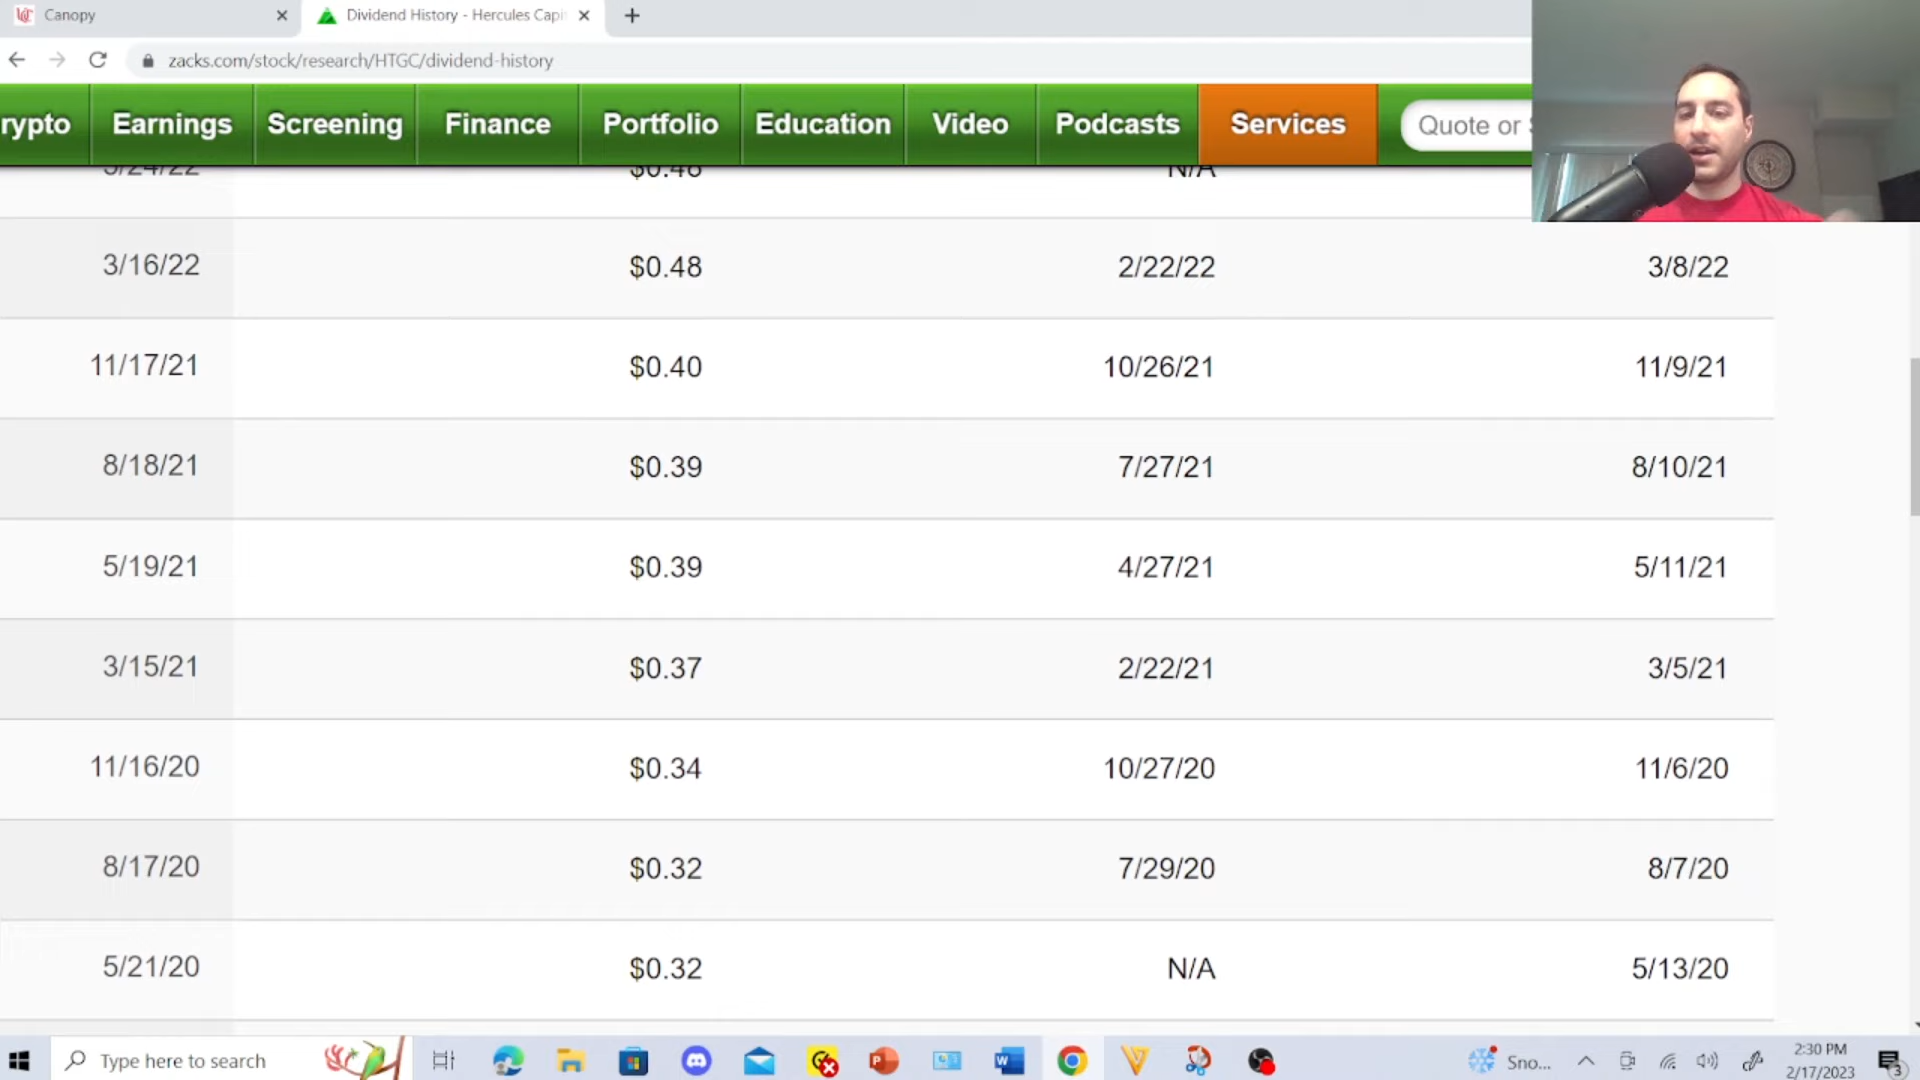 Canopy
Dividend History - Hercules Capi
zacks.com/stock/research/HTGC/dividend-history
rypto Earnings Screening Finance Portfolio Education Video Podcasts Services Quote or
3/24/22 $0.48 N/A
3/16/22 $0.48 2/22/22 3/8/22
11/17/21 $0.40 10/26/21 11/9/21
8/18/21 $0.39 7/27/21 8/10/21
5/19/21 $0.39 4/27/21 5/11/21
3/15/21 $0.37 2/22/21 3/5/21
11/16/20 $0.34 10/27/20 11/6/20
8/17/20 $0.32 7/29/20 8/7/20
5/21/20 $0.32 N/A 5/13/20
Type here to search
Sno...
2:30 PM
2/17/2023
3